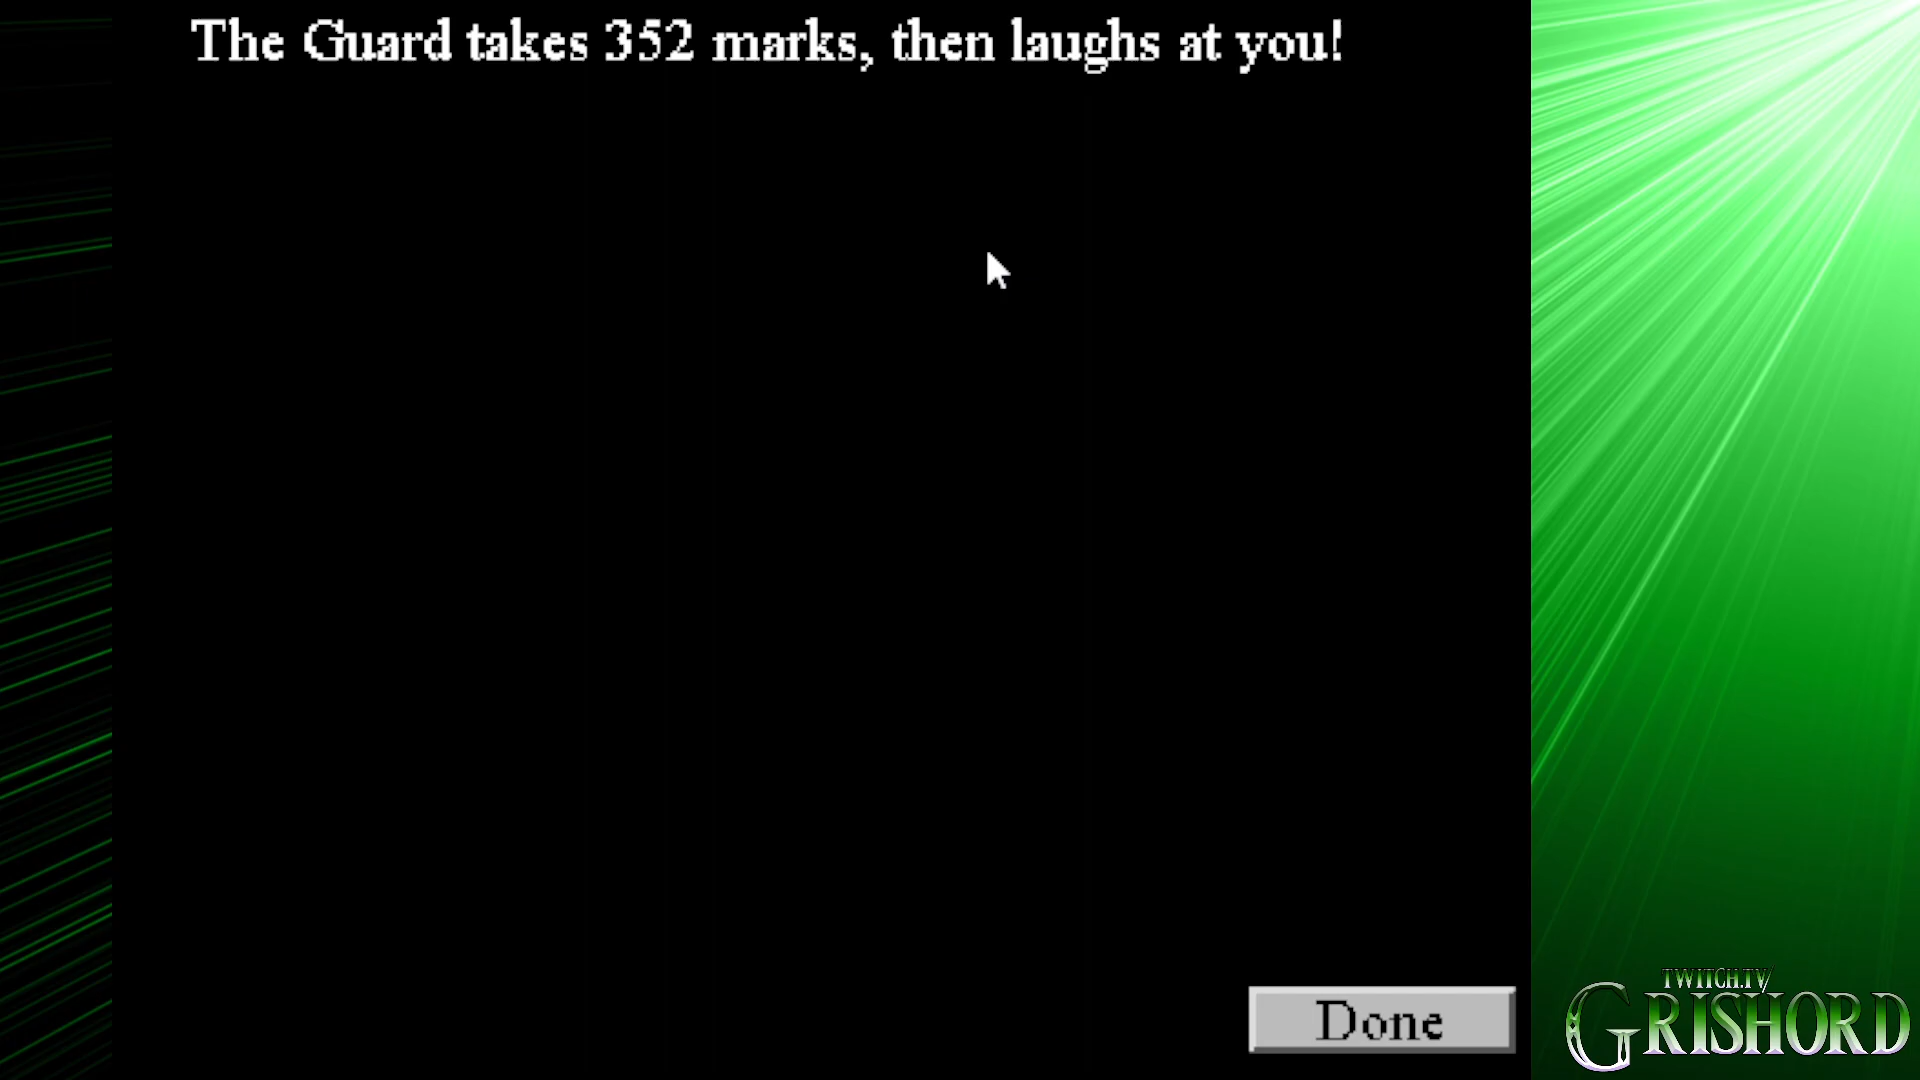 The Guard takes 352 marks, then laughs at you!
Done
TWITCH.TV/
GRISHORD